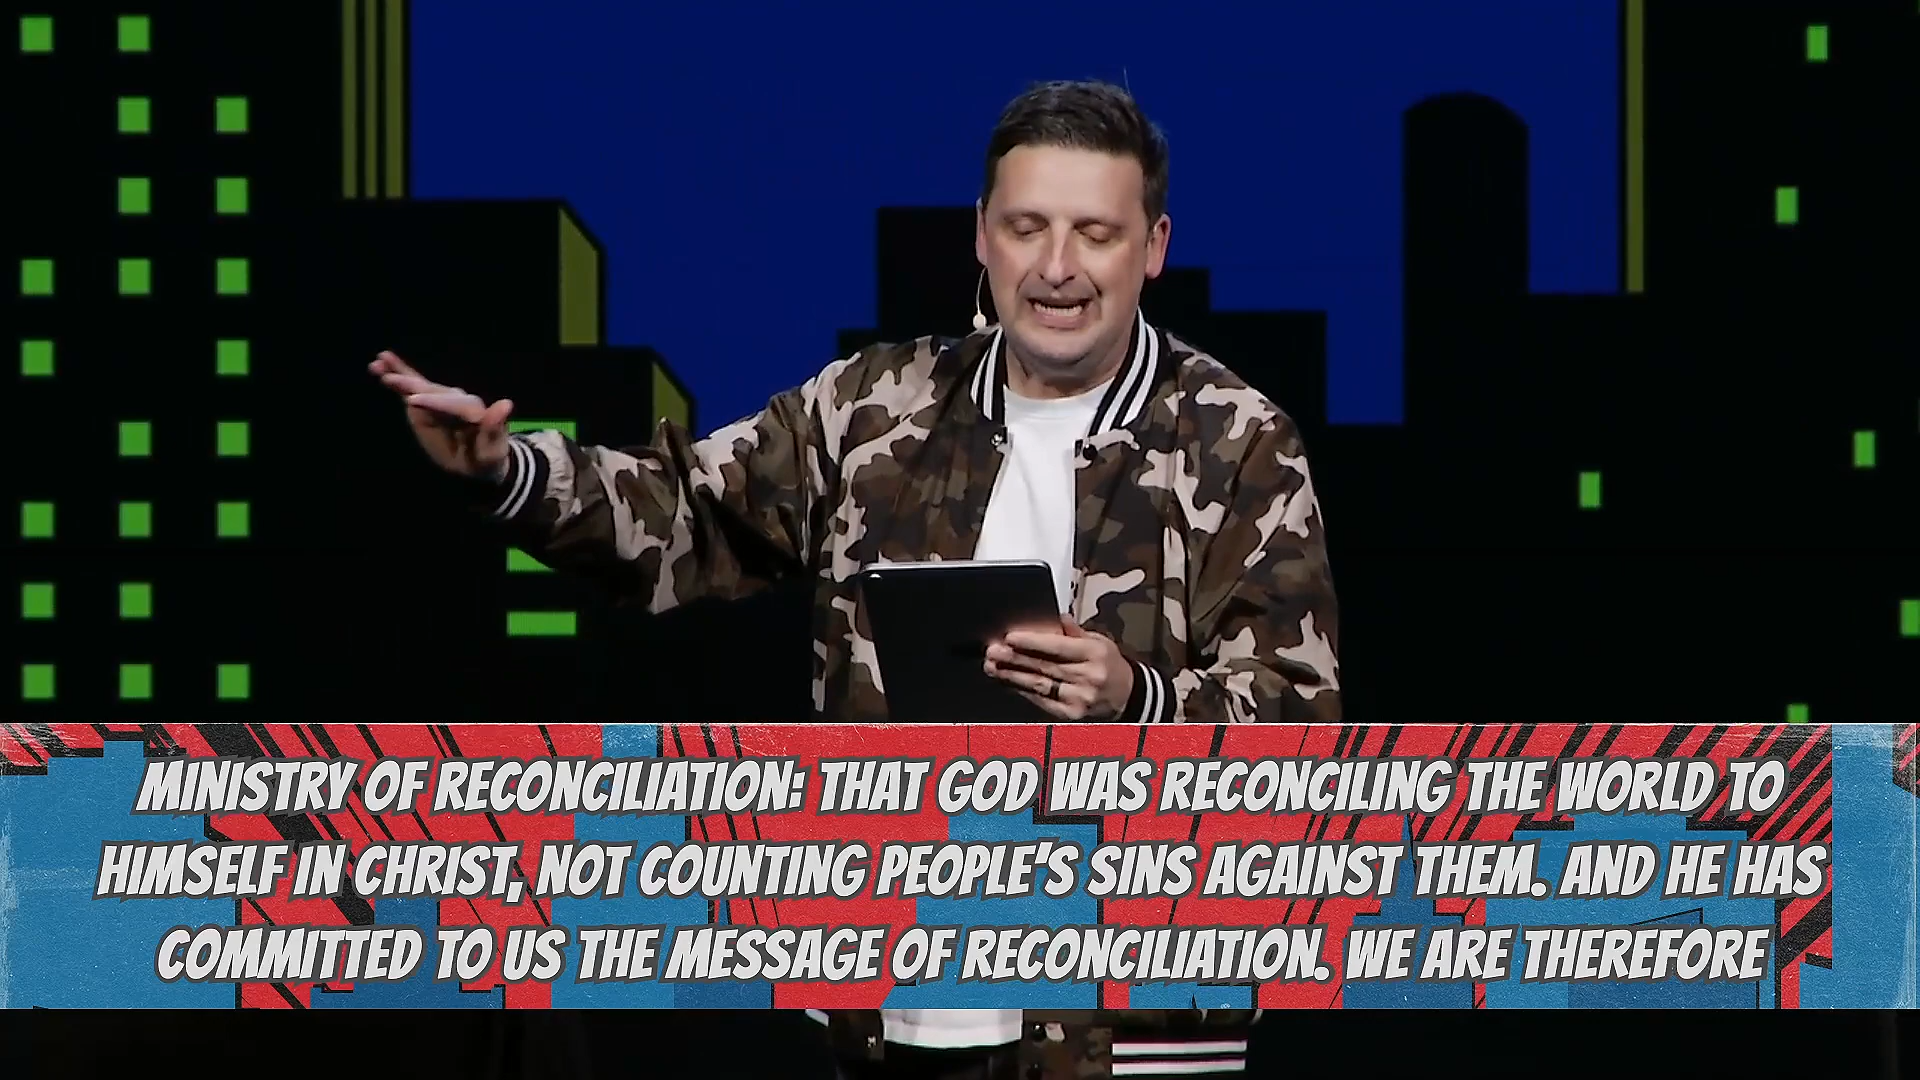 MINISTRY OF RECONCILIATION: THAT GOD WAS RECONCILING THE WORLD TO
HIMSELF IN CHRIST, NOT COUNTING PEOPLE'S SINS AGAINST THEM. AND HE HAS
COMMITTED TO US THE MESSAGE OF RECONCILIATION. WE ARE THEREFORE